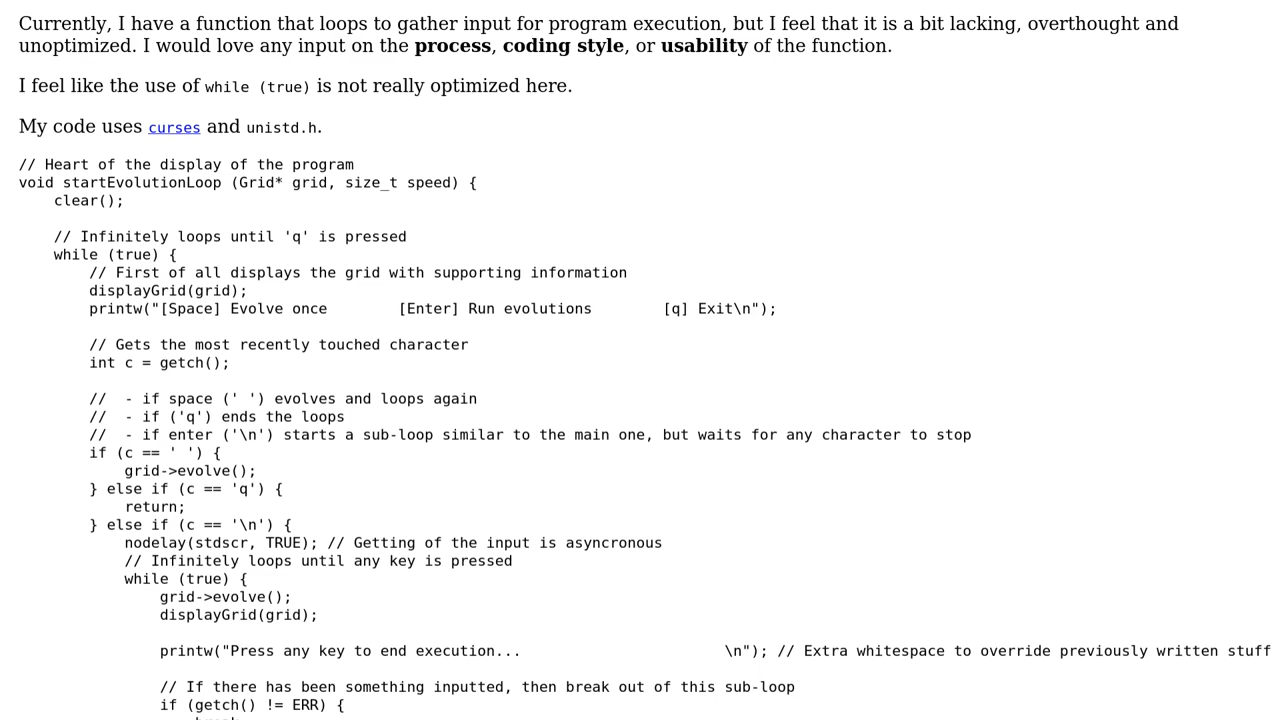 Currently, I have a function that loops to gather input for program execution, but I feel that it is a bit lacking, overthought and
unoptimized. I would love any input on the process, coding style, or usability of the function.
I feel like the use of while (true) is not really optimized here.
My code uses curses and unistd.h.
// Heart of the display of the program
void startEvolutionLoop (Grid* grid, size_t speed) {
    clear();
    // Infinitely loops until 'q' is pressed
    while (true) {
        // First of all displays the grid with supporting information
        displayGrid(grid);
        printw("[Space] Evolve once        [Enter] Run evolutions        [q] Exit\n");
        // Gets the most recently touched character
        int c = getch();
        //  - if space (' ') evolves and loops again
        //  - if ('q') ends the loops
        //  - if enter ('\n') starts a sub-loop similar to the main one, but waits for any character to stop
        if (c == ' ') {
            grid->evolve();
        } else if (c == 'q') {
            return;
        } else if (c == '\n') {
            nodelay(stdscr, TRUE); // Getting of the input is asyncronous
            // Infinitely loops until any key is pressed
            while (true) {
                grid->evolve();
                displayGrid(grid);
                printw("Press any key to end execution...                       \n"); // Extra whitespace to override previously written stuff
                // If there has been something inputted, then break out of this sub-loop
                if (getch() != ERR) {